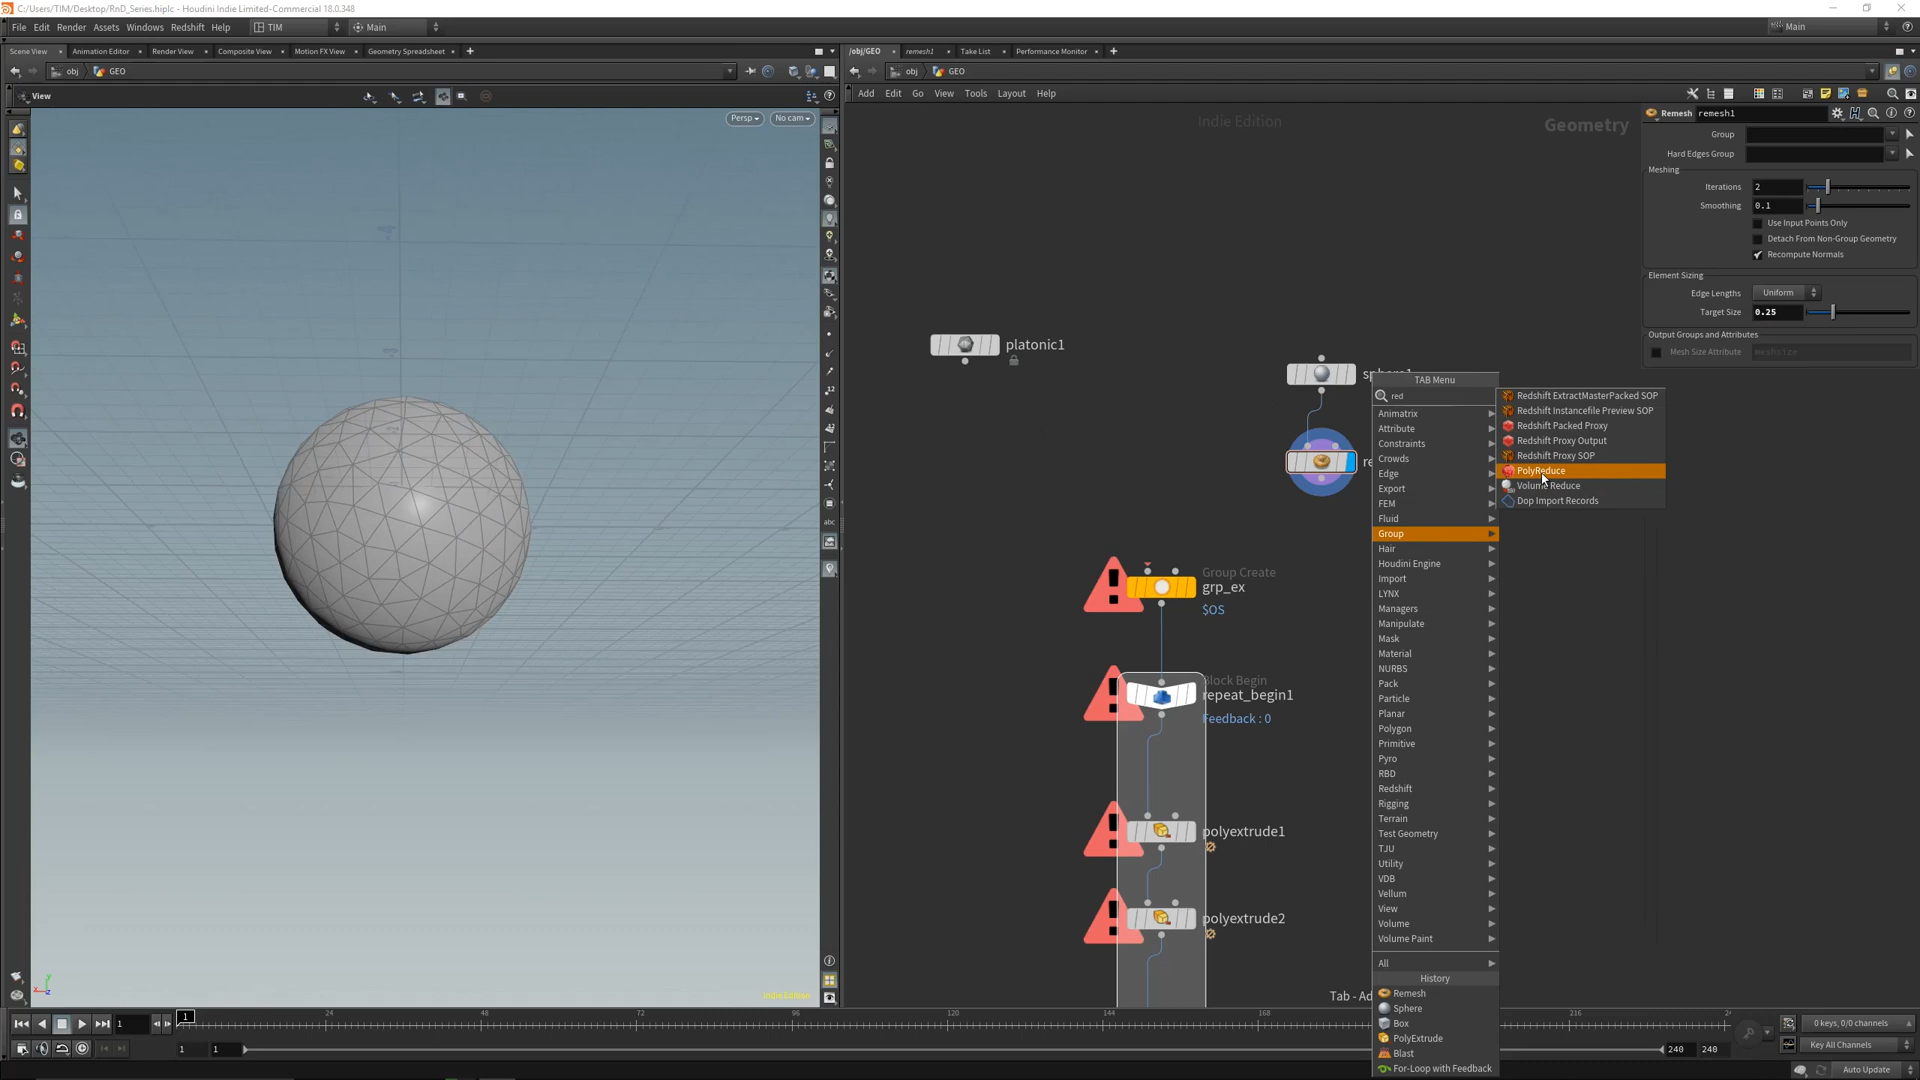 C:/Users/TIM/Desktop/RnD_Series.hiplc - Houdini Indie Limited-Commercial 18.0.348
File Edit Render Assets Windows Redshift Help TIM Main Main
Scene View Animation Editor Render View Composite View Motion FX View Geometry Spreadsheet
obj GEO
View
Persp No cam
Indie Edition
/obj/GEO remesh1 Take List Performance Monitor
obj GEO
Add Edit Go View Tools Layout Help
Indie Edition
Geometry
platonic1
grp_ex
Group Create
$OS
Block Begin
repeat_begin1
Feedback : 0
polyextrude1
polyextrude2
TAB Menu
red
Animatrix
Attribute
Constraints
Crowds
Edge
Export
FEM
Fluid
Group
Hair
Houdini Engine
Import
LYNX
Managers
Manipulate
Mask
Material
NURBS
Pack
Particle
Planar
Polygon
Primitive
Pyro
RBD
Redshift
Rigging
Terrain
Test Geometry
TJU
Utility
VDB
Vellum
View
Volume
Volume Paint
All
History
Remesh
Sphere
Box
PolyExtrude
Blast
For-Loop with Feedback
Redshift ExtractMasterPacked SOP
Redshift Instancefile Preview SOP
Redshift Packed Proxy
Redshift Proxy Output
Redshift Proxy SOP
PolyReduce
Volume Reduce
Dop Import Records
Remesh remesh1
Group
Hard Edges Group
Meshing
Iterations 2
Smoothing 0.1
Use Input Points Only
Detach From Non-Group Geometry
Recompute Normals
Element Sizing
Edge Lengths Uniform
Target Size 0.25
Output Groups and Attributes
Mesh Size Attribute meshsize
1 1 24 48 72 96 120 144 168 216
0 keys, 0/0 channels
1 1 240 240
Key All Channels
Auto Update